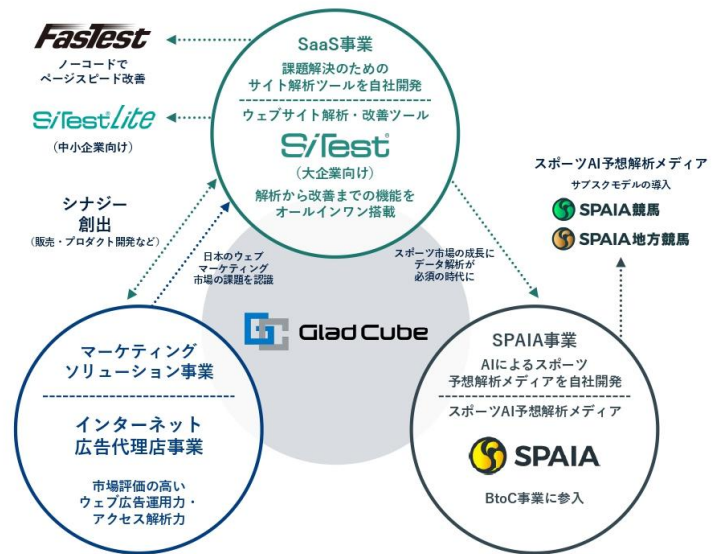 FasTest
ノーコードで
ページスピード改善
SiTest Lite
(中小企業向け)
SaaS事業
課題解決のための
サイト解析ツールを自社開発
ウェブサイト解析・改善ツール
SiTest®
(大企業向け)
解析から改善までの機能を
オールインワン搭載
スポーツAI予想解析メディア
サブスクモデルの導入
SPAIA競馬
SPAIA地方競馬
シナジー
創出
(販売・プロダクト開発など)
日本のウェブ
マーケティング
市場の課題を認識
スポーツ市場の成長に
データ解析が
必須の時代に
Glad Cube
マーケティング
ソリューション事業
インターネット
広告代理店事業
市場評価の高い
ウェブ広告運用力・
アクセス解析力
SPAIA事業
AIによるスポーツ
予想解析メディアを自社開発
スポーツAI予想解析メディア
SPAIA
BtoC事業に参入